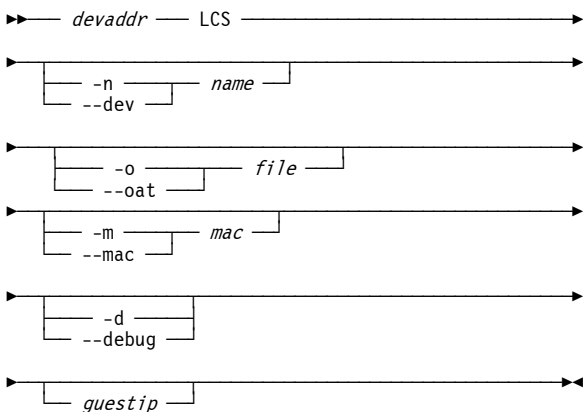 devaddr LCS
-n name
--dev
-o file
--oat
-m mac
--mac
-d
--debug
guestip